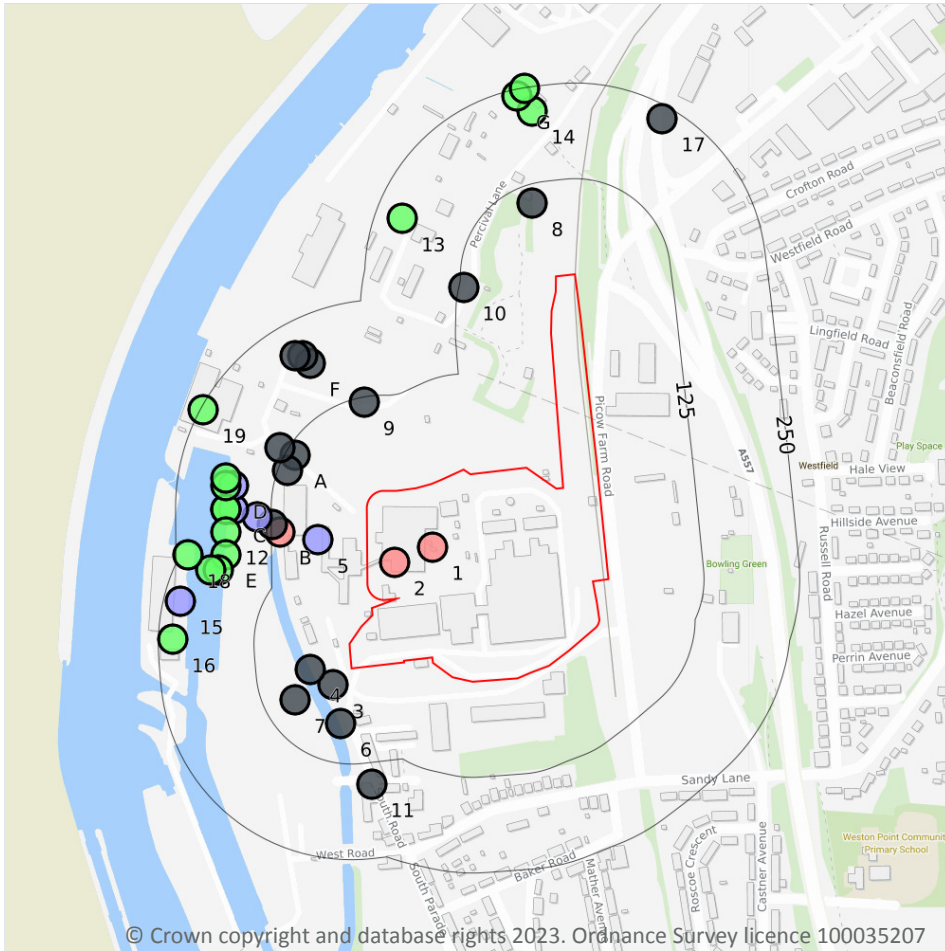 G
14
17
Crofton Road
8
Percival Lane
Westfield Road
13
10
Lingfield Road
Beaconsfield Road
F
9
125
250
Picow Farm Road
19
A557
Play Space
Westfield
Hale View
A
D
C
B
12
5
1
2
Hillside Avenue
Russell Road
Bowling Green
18
E
15
Hazel Avenue
16
Perrin Avenue
4
3
7
6
11
South Road
Sandy Lane
West Road
Baker Road
South Parade
Mather Avenue
Roscoe Crescent
Castner Avenue
Weston Point Community
Primary School
© Crown copyright and database rights 2023. Ordnance Survey licence 100035207